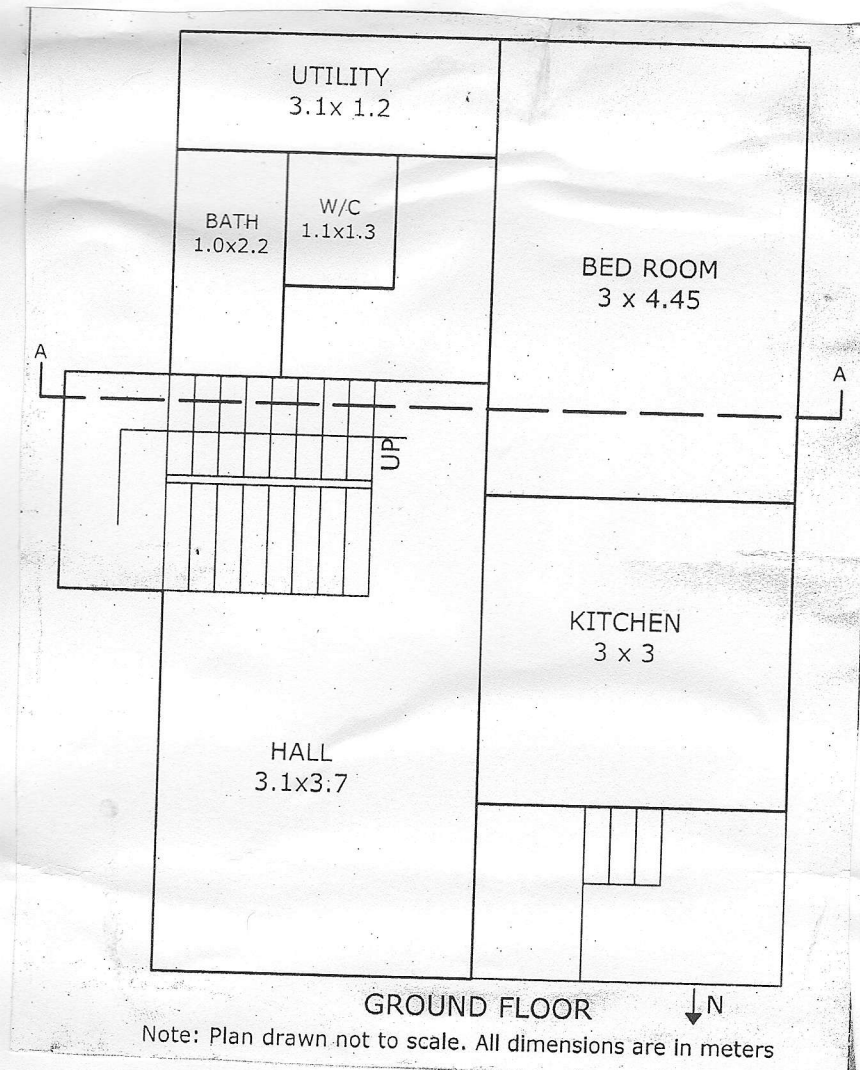 UTILITY
3.1x 1.2
BATH
1.0x2.2
W/C
1.1x1.3
BED ROOM
3 x 4.45
A
A
UP
KITCHEN
3 x 3
HALL
3.1x3.7
GROUND FLOOR
N
Note: Plan drawn not to scale. All dimensions are in meters